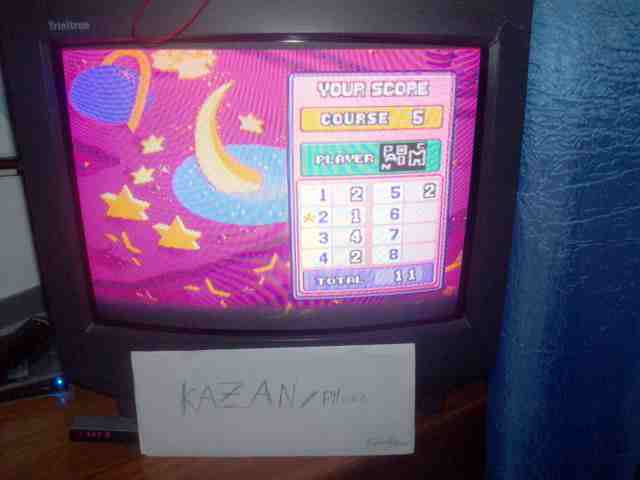 Trinitron
YOUR SCORE
COURSE 5
PLAYER
1 2 5 2
☆2 1 6
3 4 7
4 2 8
TOTAL 11
KAZAN/